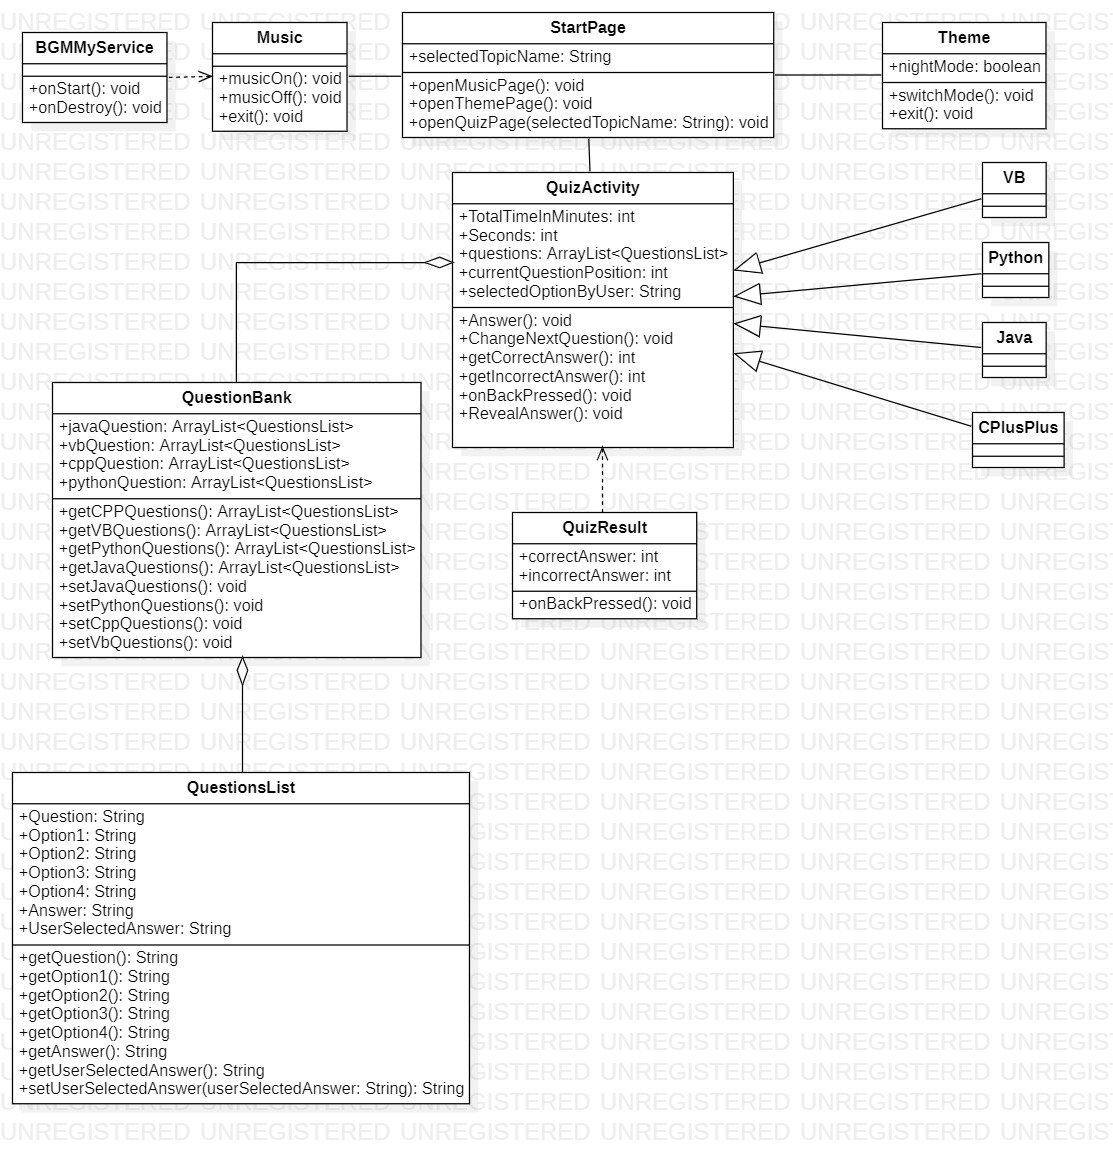 BGMMyService
+onStart(): void
+onDestroy(): void
Music
+musicOn(): void
+musicOff(): void
+exit(): void
StartPage
+selectedTopicName: String
+openMusicPage(): void
+openThemePage(): void
+openQuizPage(selectedTopicName: String): void
Theme
+nightMode: boolean
+switchMode(): void
+exit(): void
QuizActivity
+TotalTimeInMinutes: int
+Seconds: int
+questions: ArrayList<QuestionsList>
+currentQuestionPosition: int
+selectedOptionByUser: String
+Answer(): void
+ChangeNextQuestion(): void
+getCorrectAnswer(): int
+getIncorrectAnswer(): int
+onBackPressed(): void
+RevealAnswer(): void
VB
Python
Java
CPlusPlus
QuestionBank
+javaQuestion: ArrayList<QuestionsList>
+vbQuestion: ArrayList<QuestionsList>
+cppQuestion: ArrayList<QuestionsList>
+pythonQuestion: ArrayList<QuestionsList>
+getCPPQuestions(): ArrayList<QuestionsList>
+getVBQuestions(): ArrayList<QuestionsList>
+getPythonQuestions(): ArrayList<QuestionsList>
+getJavaQuestions(): ArrayList<QuestionsList>
+setJavaQuestions(): void
+setPythonQuestions(): void
+setCppQuestions(): void
+setVbQuestions(): void
QuizResult
+correctAnswer: int
+incorrectAnswer: int
+onBackPressed(): void
QuestionsList
+Question: String
+Option1: String
+Option2: String
+Option3: String
+Option4: String
+Answer: String
+UserSelectedAnswer: String
+getQuestion(): String
+getOption1(): String
+getOption2(): String
+getOption3(): String
+getOption4(): String
+getAnswer(): String
+getUserSelectedAnswer(): String
+setUserSelectedAnswer(userSelectedAnswer: String): String
UNREGISTERED